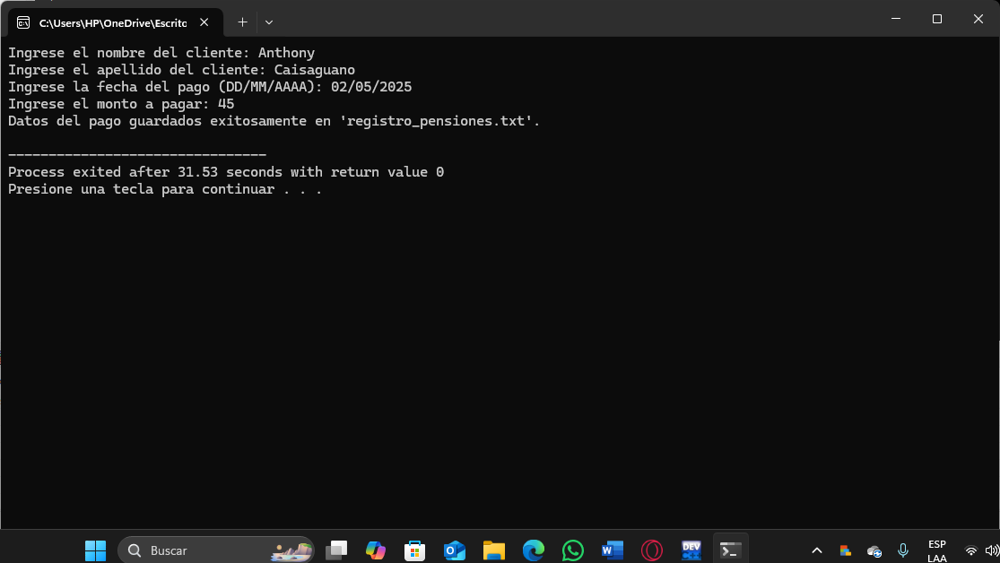 C:\Users\HP\OneDrive\Escrito
Ingrese el nombre del cliente: Anthony
Ingrese el apellido del cliente: Caisaguano
Ingrese la fecha del pago (DD/MM/AAAA): 02/05/2025
Ingrese el monto a pagar: 45
Datos del pago guardados exitosamente en 'registro_pensiones.txt'.
--------------------------------
Process exited after 31.53 seconds with return value 0
Presione una tecla para continuar . . .
Buscar
DEV
ESP
LAA